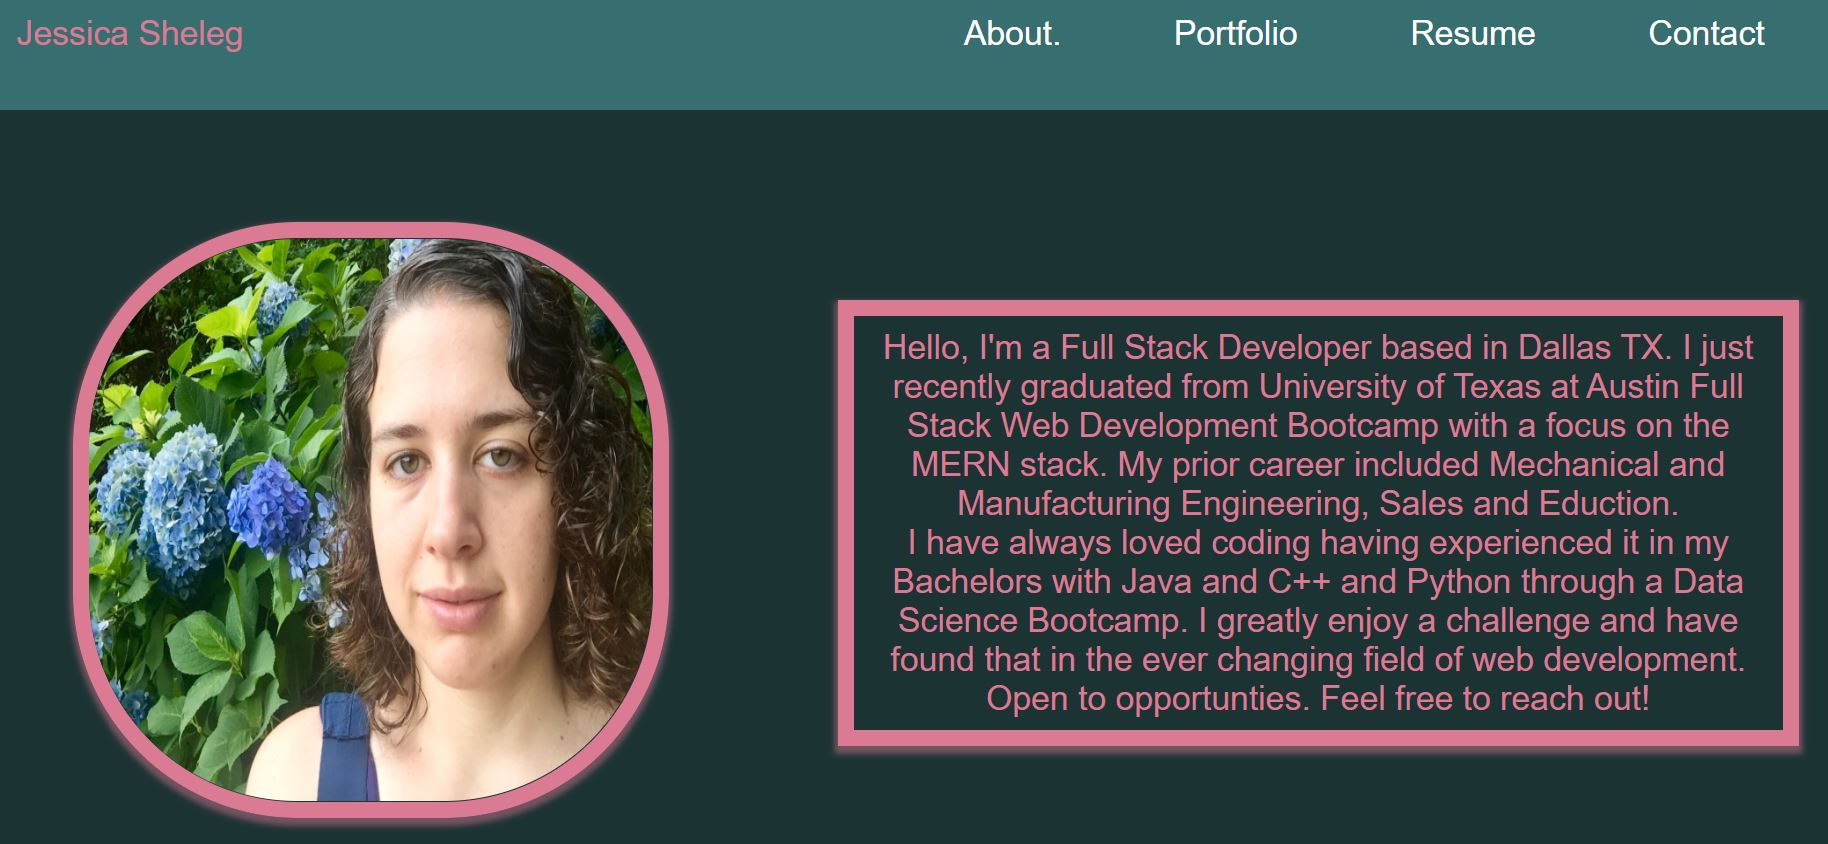 Jessica Sheleg
About.
Portfolio
Resume
Contact
Hello, I'm a Full Stack Developer based in Dallas TX. I just
recently graduated from University of Texas at Austin Full
Stack Web Development Bootcamp with a focus on the
MERN stack. My prior career included Mechanical and
Manufacturing Engineering, Sales and Eduction.
I have always loved coding having experienced it in my
Bachelors with Java and C++ and Python through a Data
Science Bootcamp. I greatly enjoy a challenge and have
found that in the ever changing field of web development.
Open to opportunties. Feel free to reach out!